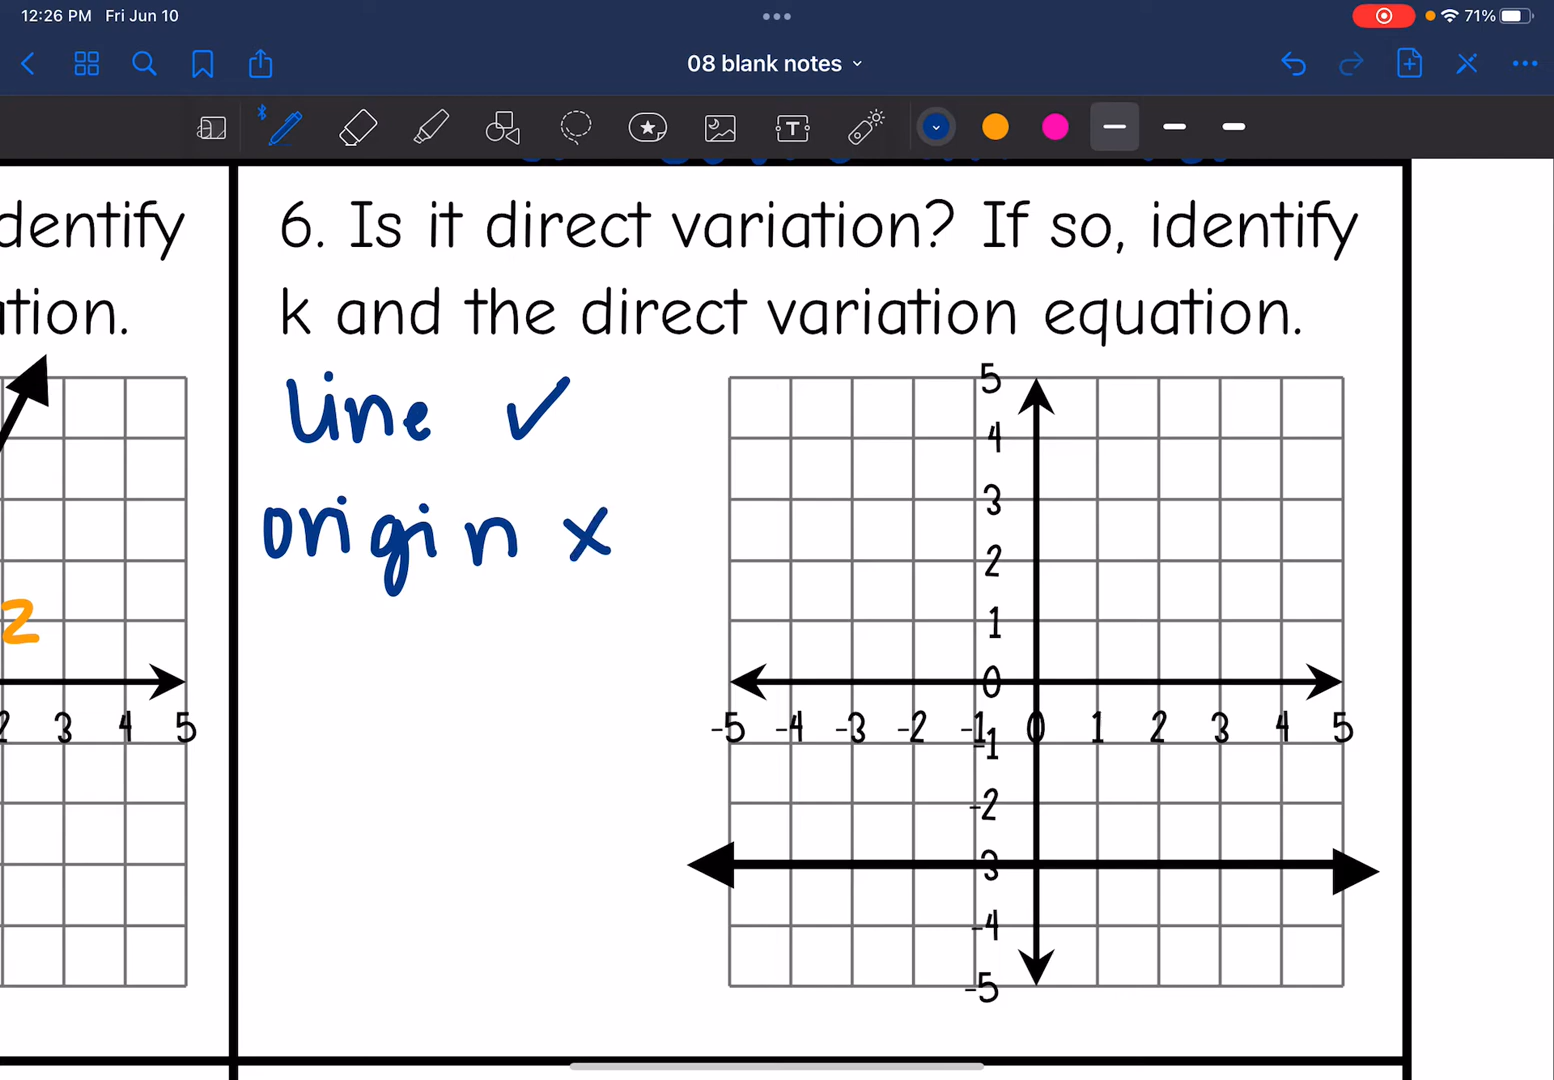 12:26 PM Fri Jun 10
71%
08 blank notes
T
dentify
tion.
2
2 3 4 5
6. Is it direct variation? If so, identify
k and the direct variation equation.
line ✓
origin x
5
4
3
2
1
0
-5 -4 -3 -2 -1 0 1 2 3 4 5
-1
-2
3
-4
-5